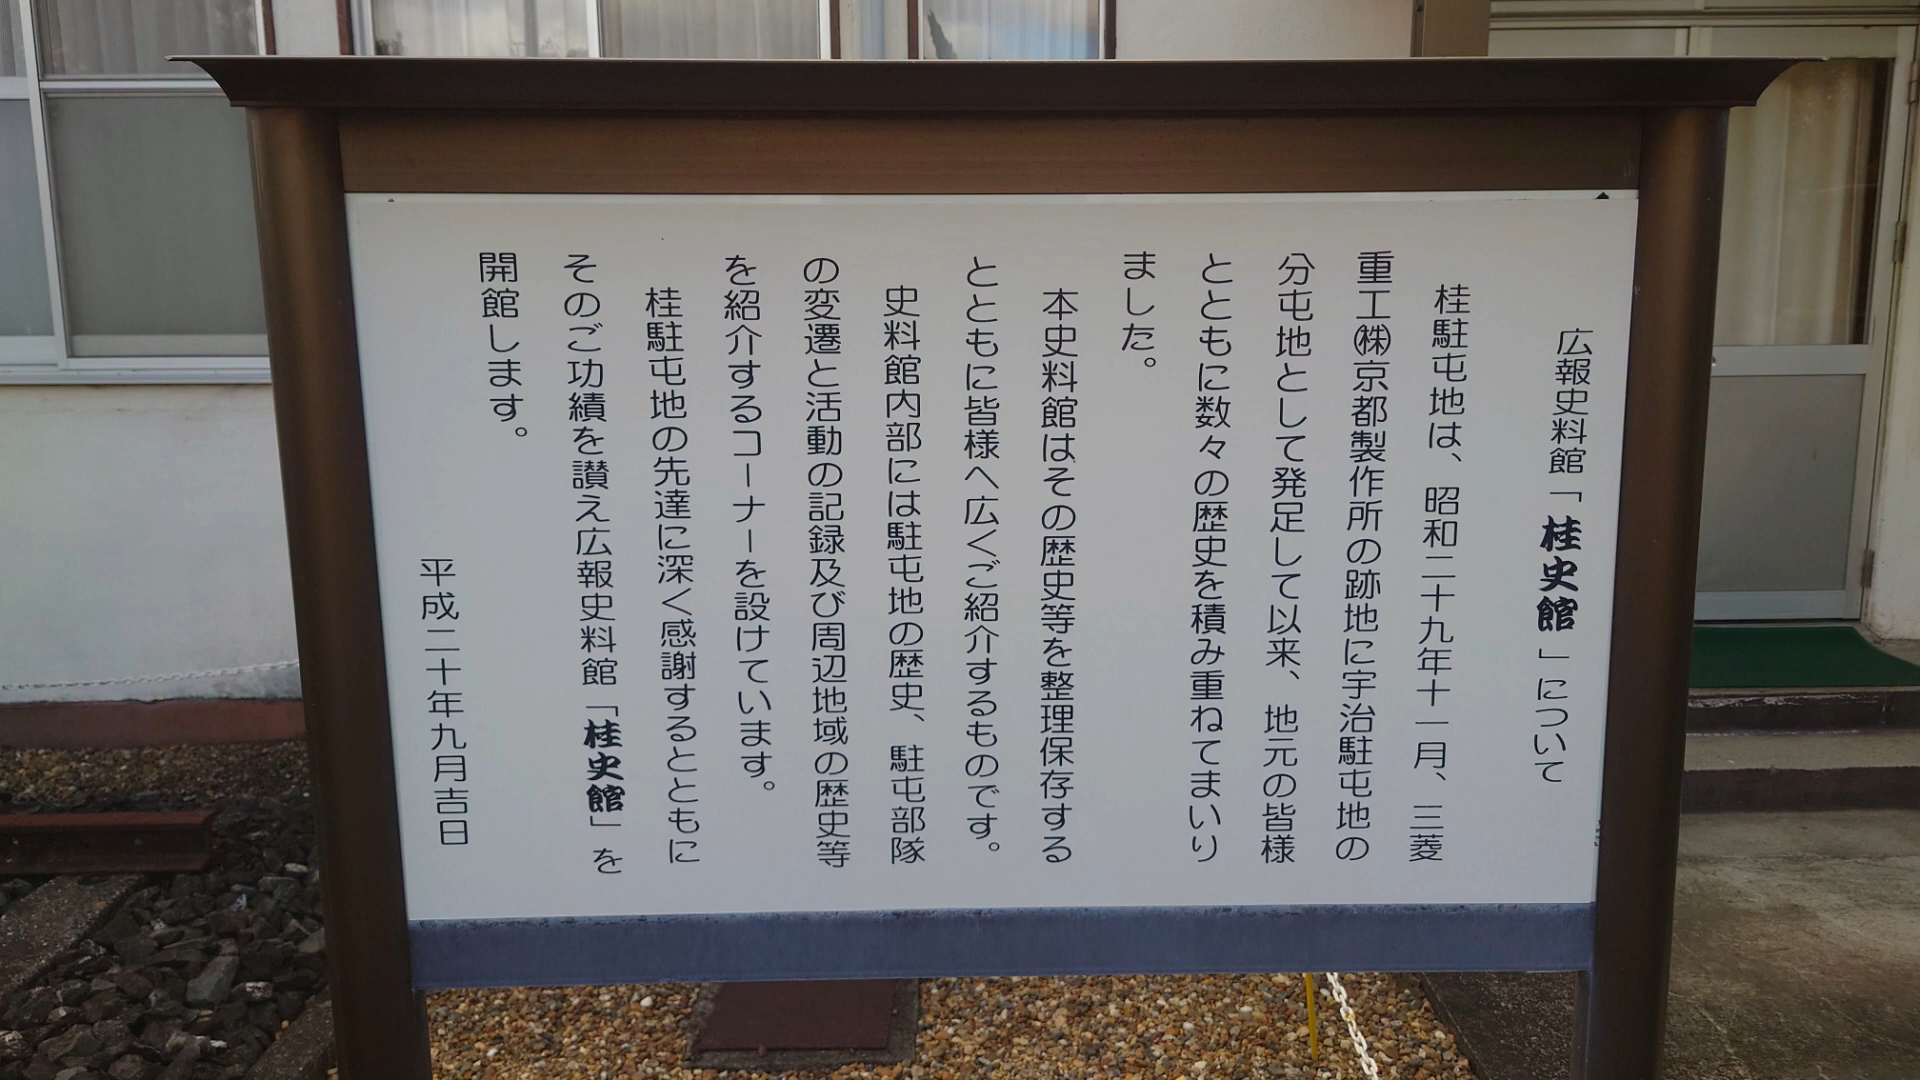 広報史料館「桂史館」について
桂駐屯地は、昭和二十九年十一月、三菱
重工㈱京都製作所の跡地に宇治駐屯地の
分屯地として発足して以来、地元の皆様
とともに数々の歴史を積み重ねてまいり
ました。
本史料館はその歴史等を整理保存する
とともに皆様へ広くご紹介するものです。
史料館内部には駐屯地の歴史、駐屯部隊
の変遷と活動の記録及び周辺地域の歴史等
を紹介するコーナーを設けています。
桂駐屯地の先達に深く感謝するとともに
そのご功績を讃え広報史料館「桂史館」を
開館します。
平成二十年九月吉日